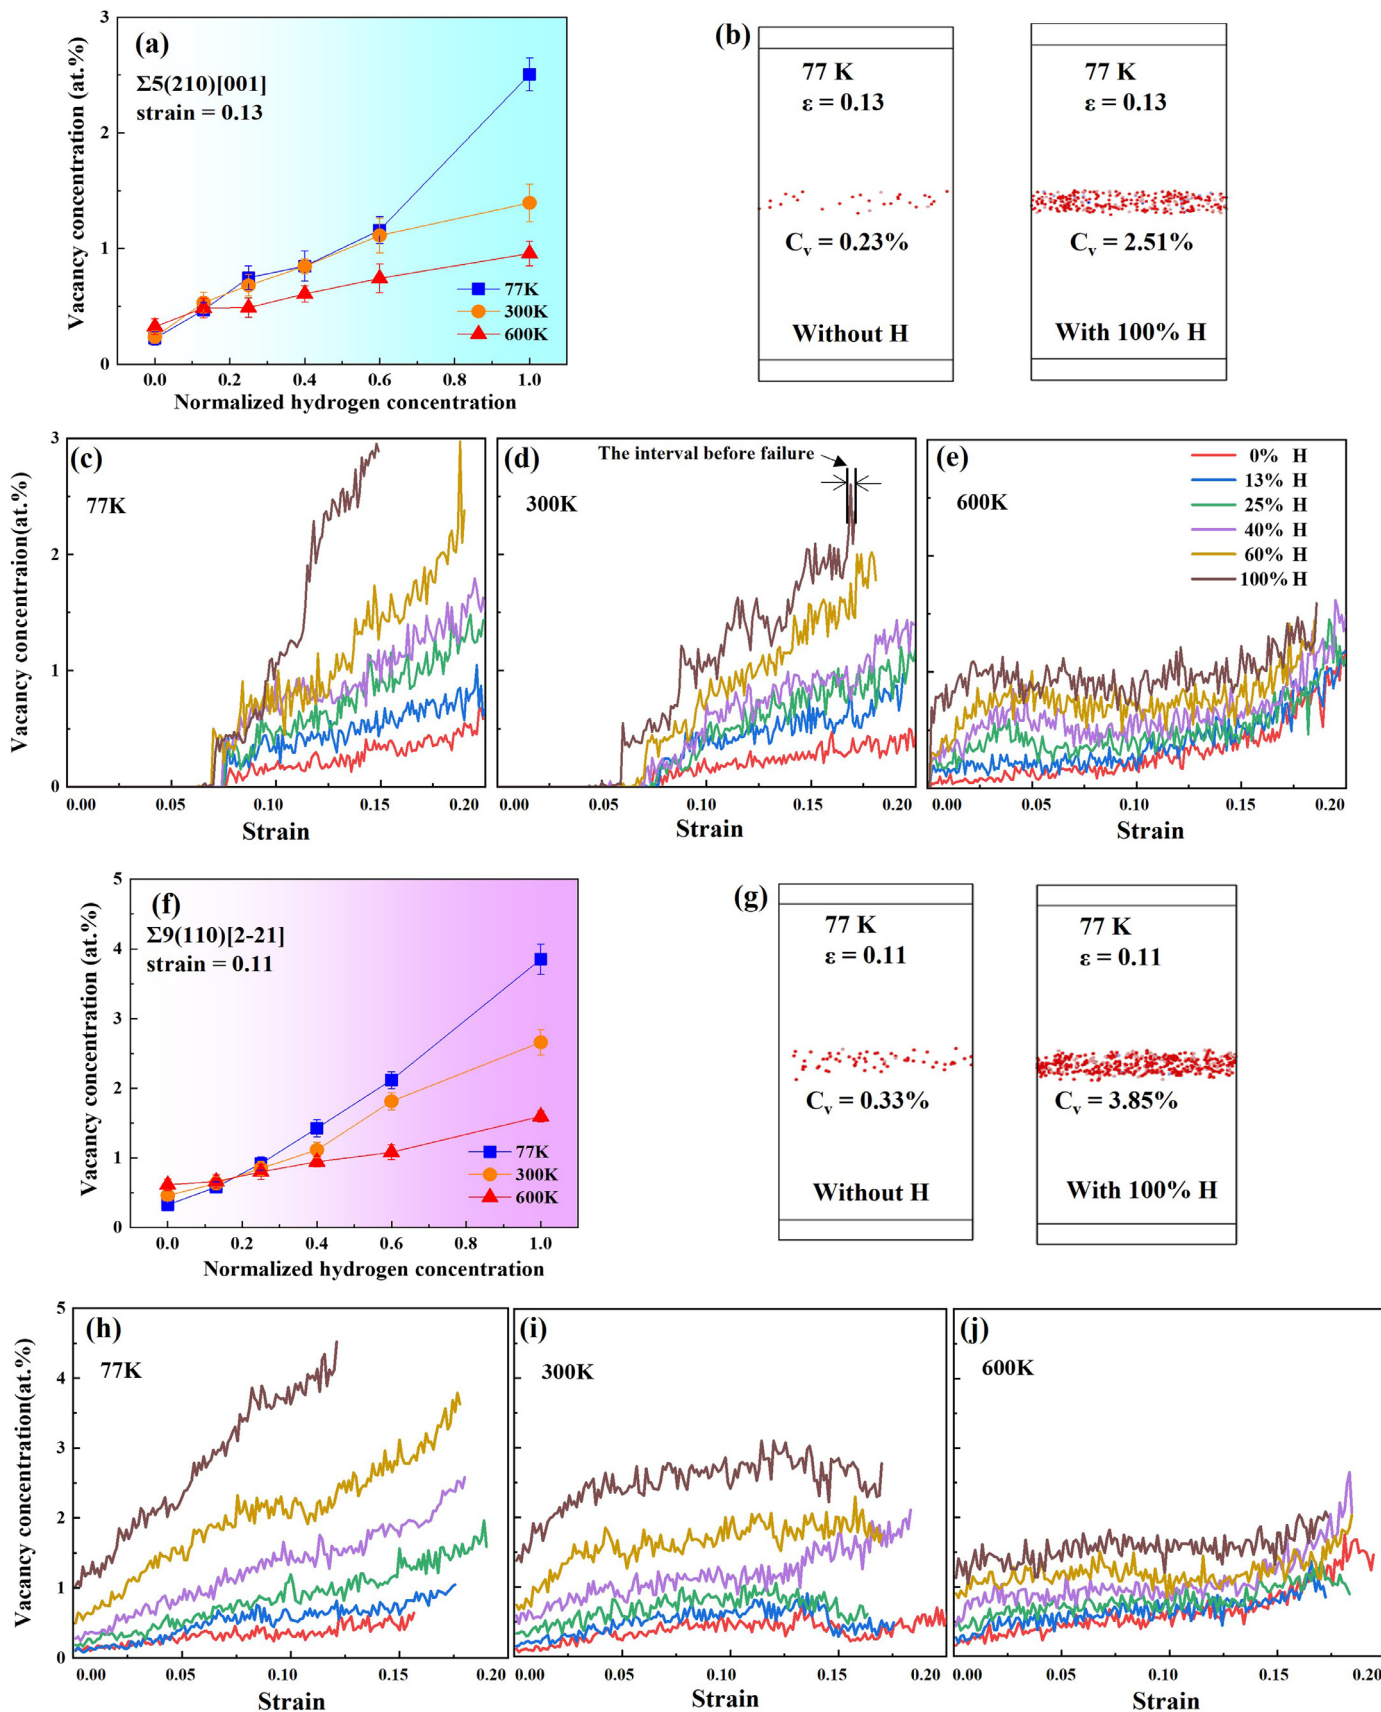 (a)
Σ5(210)[001]
strain = 0.13
Vacancy concentration (at.%)
3
2
1
0
77K
300K
600K
0.0 0.2 0.4 0.6 0.8 1.0
Normalized hydrogen concentration
(b)
77 K
ε = 0.13
Cv = 0.23%
Without H
77 K
ε = 0.13
Cv = 2.51%
With 100% H
(c)
77K
Vacancy concentraion(at.%)
3
2
1
0
0.00 0.05 0.10 0.15 0.20
Strain
(d)
The interval before failure
300K
0.00 0.05 0.10 0.15 0.20
Strain
(e)
600K
0% H
13% H
25% H
40% H
60% H
100% H
0.00 0.05 0.10 0.15 0.20
Strain
(f)
Σ9(110)[2-21]
strain = 0.11
Vacancy concentration (at.%)
5
4
3
2
1
0
77K
300K
600K
0.0 0.2 0.4 0.6 0.8 1.0
Normalized hydrogen concentration
(g)
77 K
ε = 0.11
Cv = 0.33%
Without H
77 K
ε = 0.11
Cv = 3.85%
With 100% H
(h)
77K
Vacancy concentration(at.%)
5
4
3
2
1
0
0.00 0.05 0.10 0.15 0.20
Strain
(i)
300K
0.00 0.05 0.10 0.15 0.20
Strain
(j)
600K
0.00 0.05 0.10 0.15 0.20
Strain